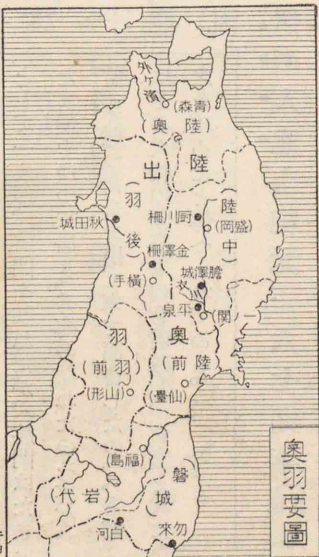 奥羽要圖
外ヶ濱
(青森)
(陸奥)
出羽
陸奥
(羽後)
(陸中)
秋田城
厨川柵
(盛岡)
金澤柵
(横手)
膽澤城
衣
平泉
(一ノ関)
(羽前)
(陸前)
(山形)
(仙臺)
(福島)
(岩代)
(磐城)
白河
勿來